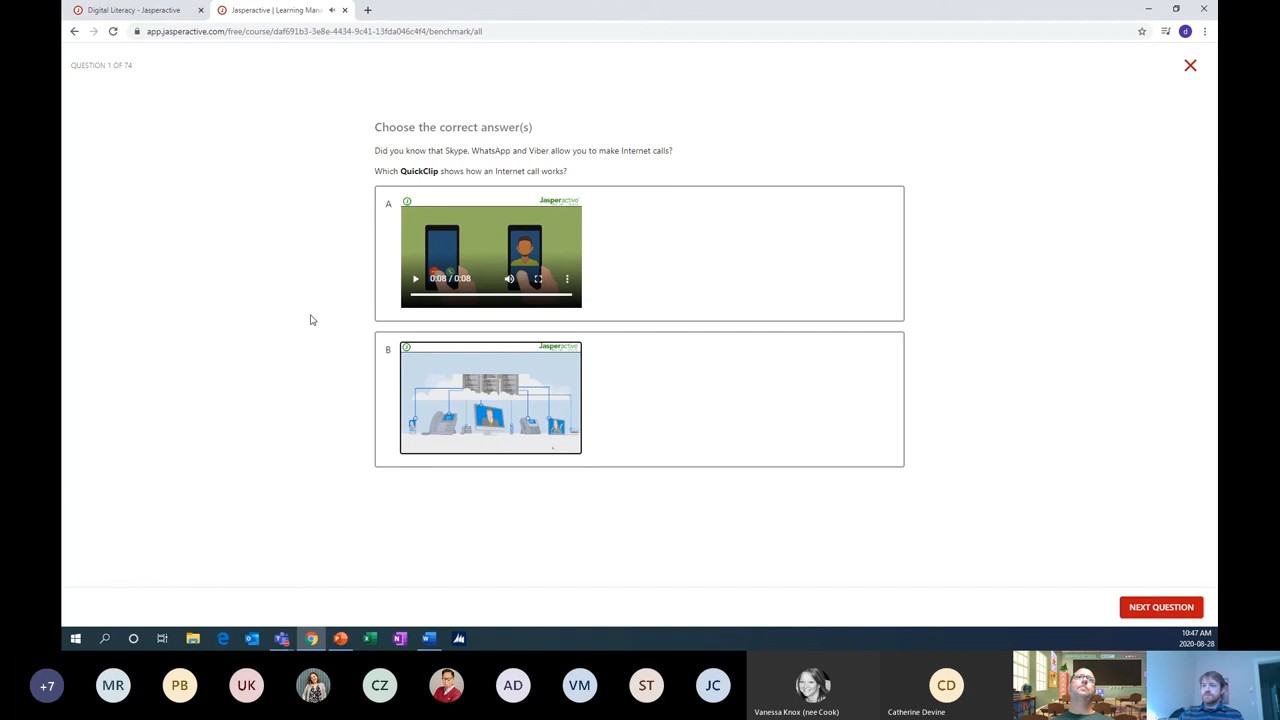 Digital Literacy - Jasperactive
Jasperactive | Learning Man
app.jasperactive.com/free/course/daf691b3-3e8e-4434-9c41-13fda046c4f4/benchmark/all
d
QUESTION 1 OF 74
Choose the correct answer(s)
Did you know that Skype, WhatsApp and Viber allow you to make Internet calls?
Which QuickClip shows how an Internet call works?
A
Jasperactive
0:08 / 0:08
B
Jasperactive
NEXT QUESTION
10:47 AM
2020-08-28
+7
MR
PB
UK
CZ
AD
VM
ST
JC
Vanessa Knox (nee Cook)
CD
Catherine Devine